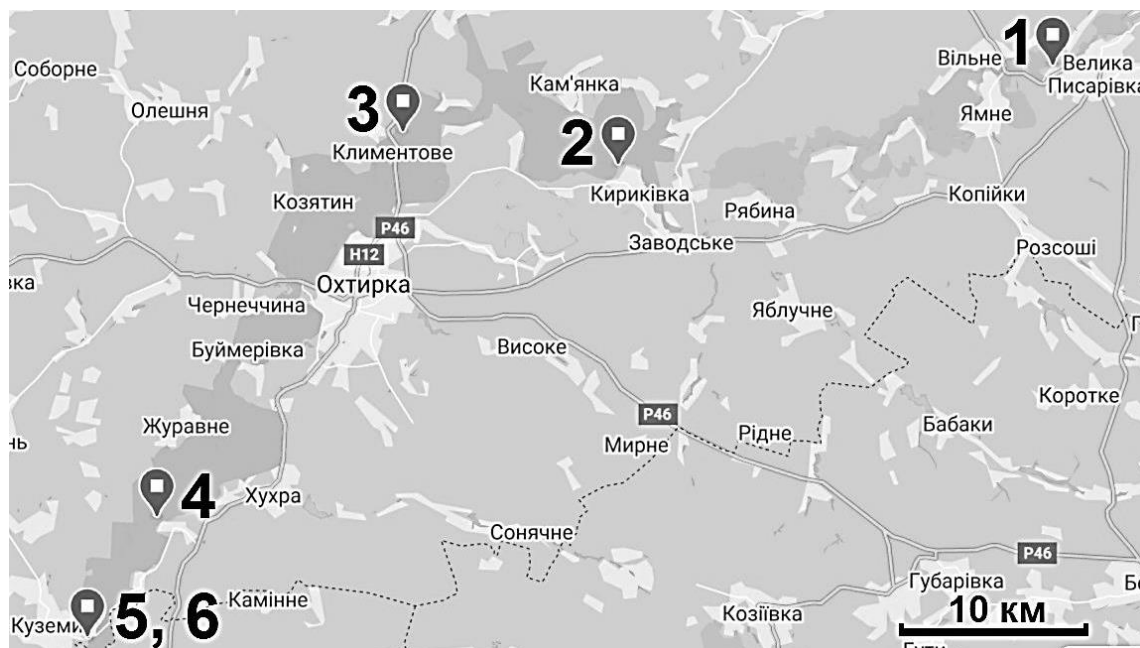 1
Вільне
Велика
Писарівка
Соборне
Кам'янка
Олешня
3
2
Ямне
Климентове
Козятин
Кириківка
Рябина
Копійки
P46
H12
Заводське
Розсоші
вка
Охтирка
Чернеччина
Яблучне
Буймерівка
Високе
Коротке
P46
Журавне
нь
Мирне
Рідне
Бабаки
4
Хухра
Сонячне
P46
Губарівка
Камінне
5, 6
Козіївка
10 км